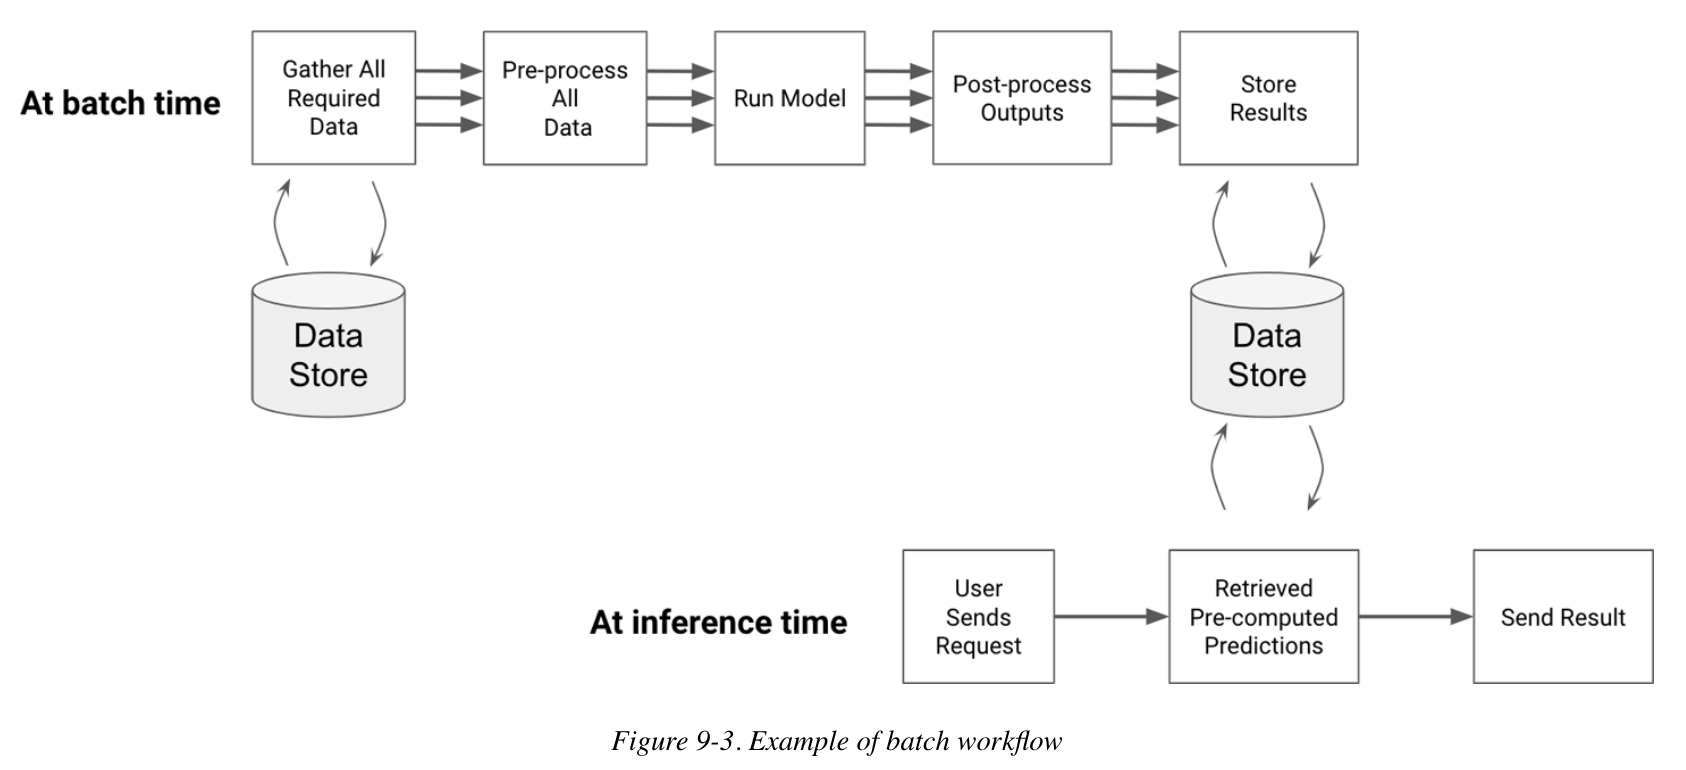 At batch time
Gather All
Required
Data
Pre-process
All
Data
Run Model
Post-process
Outputs
Store
Results
Data
Store
Data
Store
At inference time
User
Sends
Request
Retrieved
Pre-computed
Predictions
Send Result
Figure 9-3. Example of batch workflow